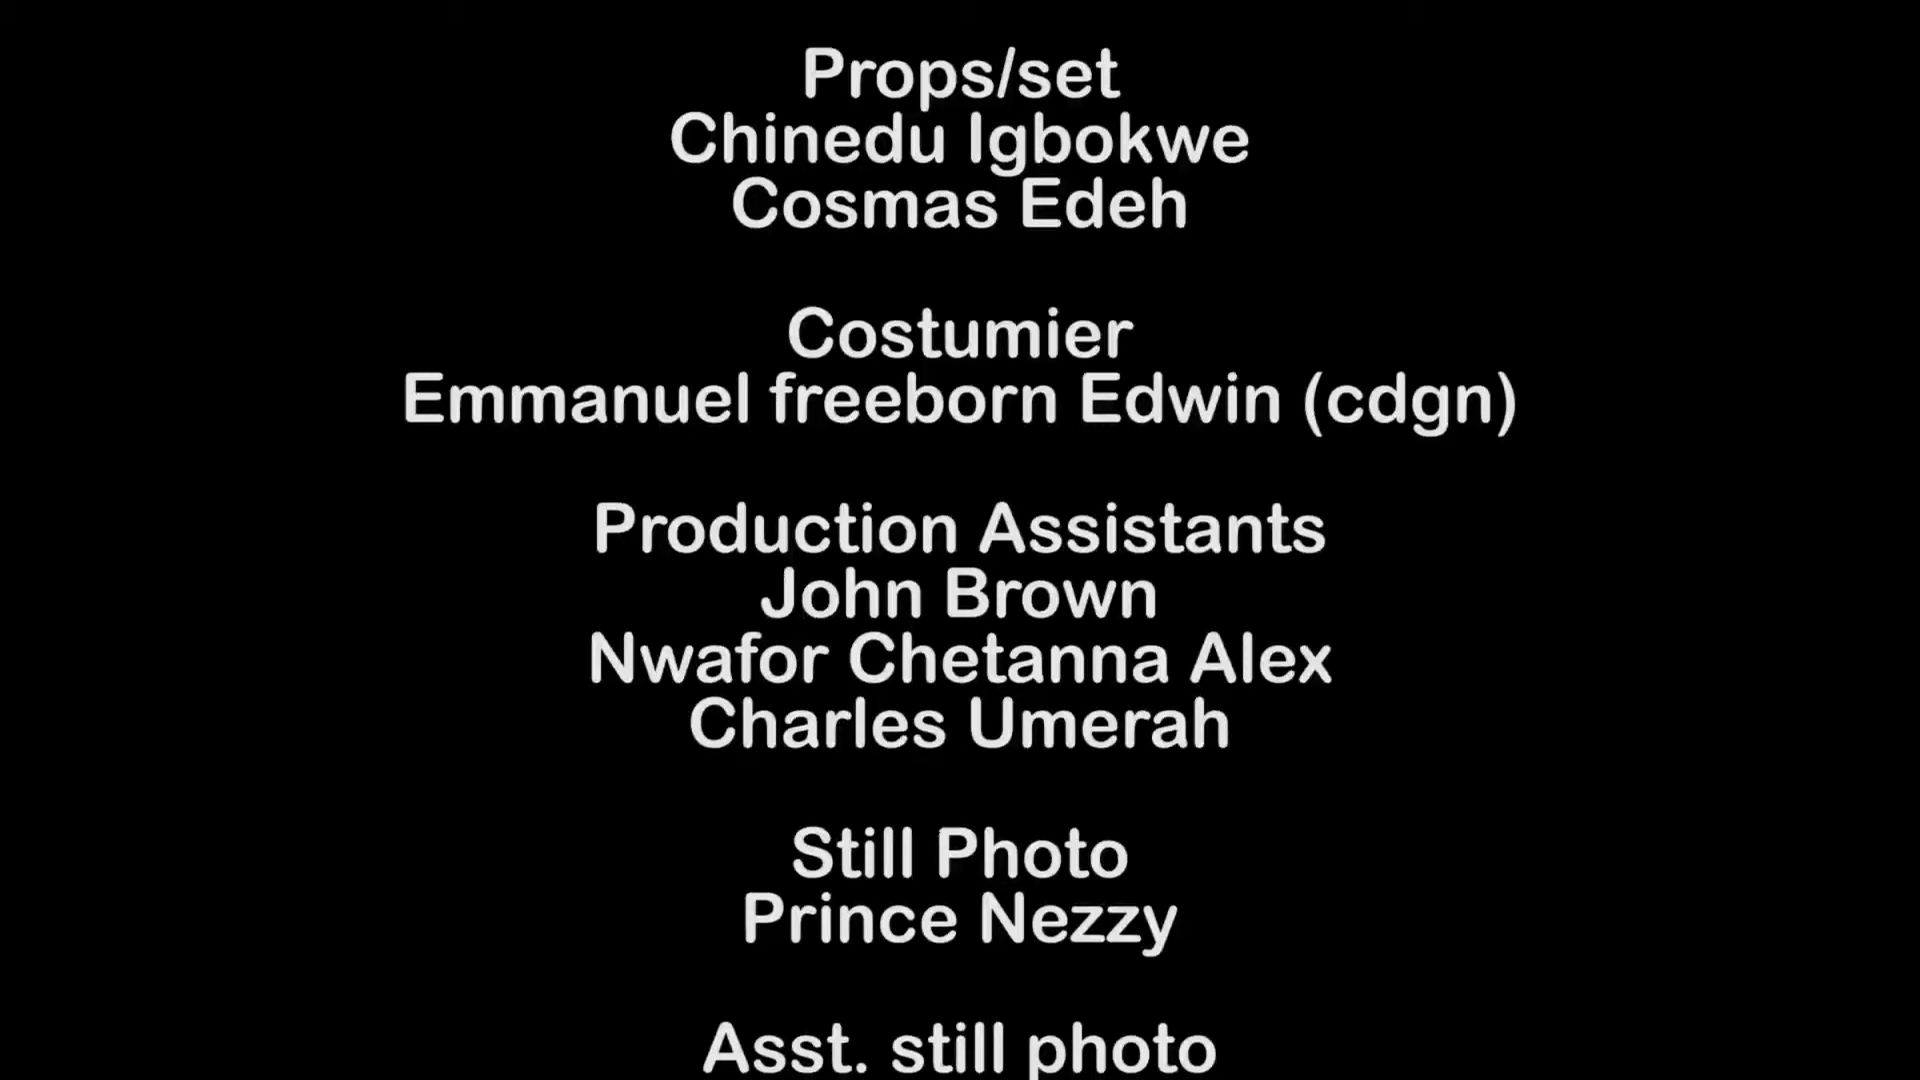 Props/set
Chinedu Igbokwe
Cosmas Edeh
Costumier
Emmanuel freeborn Edwin (cdgn)
Production Assistants
John Brown
Nwafor Chetanna Alex
Charles Umerah
Still Photo
Prince Nezzy
Asst. still photo